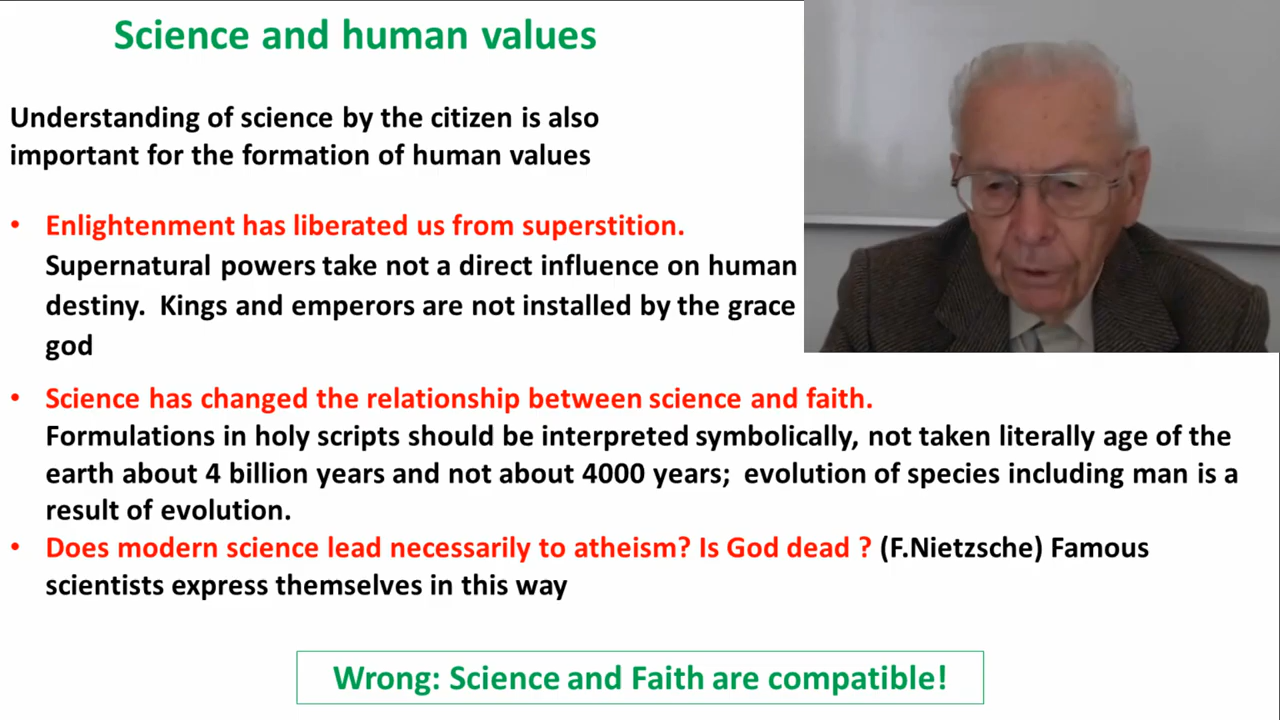 Science and human values
Understanding of science by the citizen is also
important for the formation of human values
• Enlightenment has liberated us from superstition.
Supernatural powers take not a direct influence on human
destiny.  Kings and emperors are not installed by the grace
god
• Science has changed the relationship between science and faith.
Formulations in holy scripts should be interpreted symbolically, not taken literally age of the
earth about 4 billion years and not about 4000 years;  evolution of species including man is a
result of evolution.
• Does modern science lead necessarily to atheism? Is God dead ? (F.Nietzsche) Famous
scientists express themselves in this way
Wrong: Science and Faith are compatible!